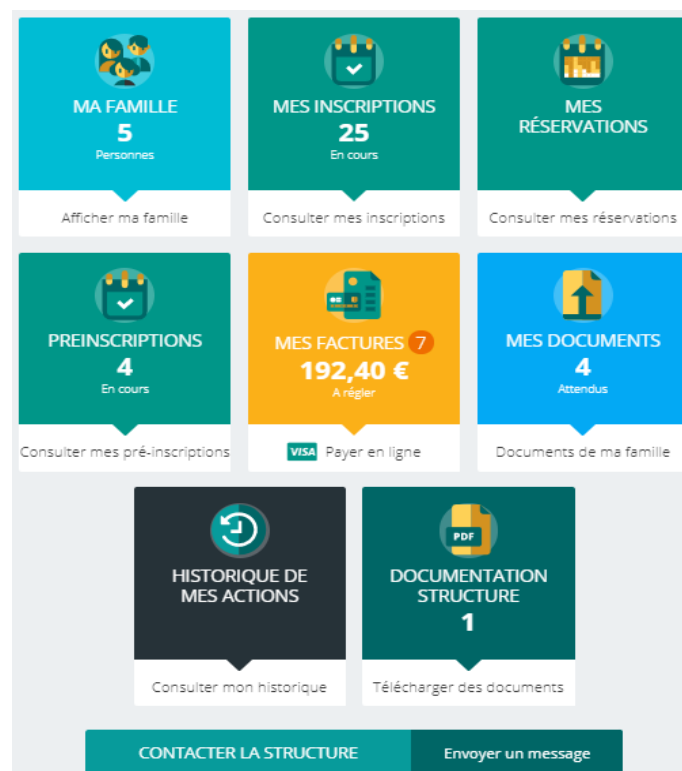 MA FAMILLE
5
Personnes
Afficher ma famille
MES INSCRIPTIONS
25
En cours
Consulter mes inscriptions
MES
RÉSERVATIONS
Consulter mes réservations
PREINSCRIPTIONS
4
En cours
Consulter mes pré-inscriptions
MES FACTURES 7
192,40 €
A régler
VISA Payer en ligne
MES DOCUMENTS
4
Attendus
Documents de ma famille
HISTORIQUE DE
MES ACTIONS
Consulter mon historique
PDF
DOCUMENTATION
STRUCTURE
1
Télécharger des documents
CONTACTER LA STRUCTURE
Envoyer un message